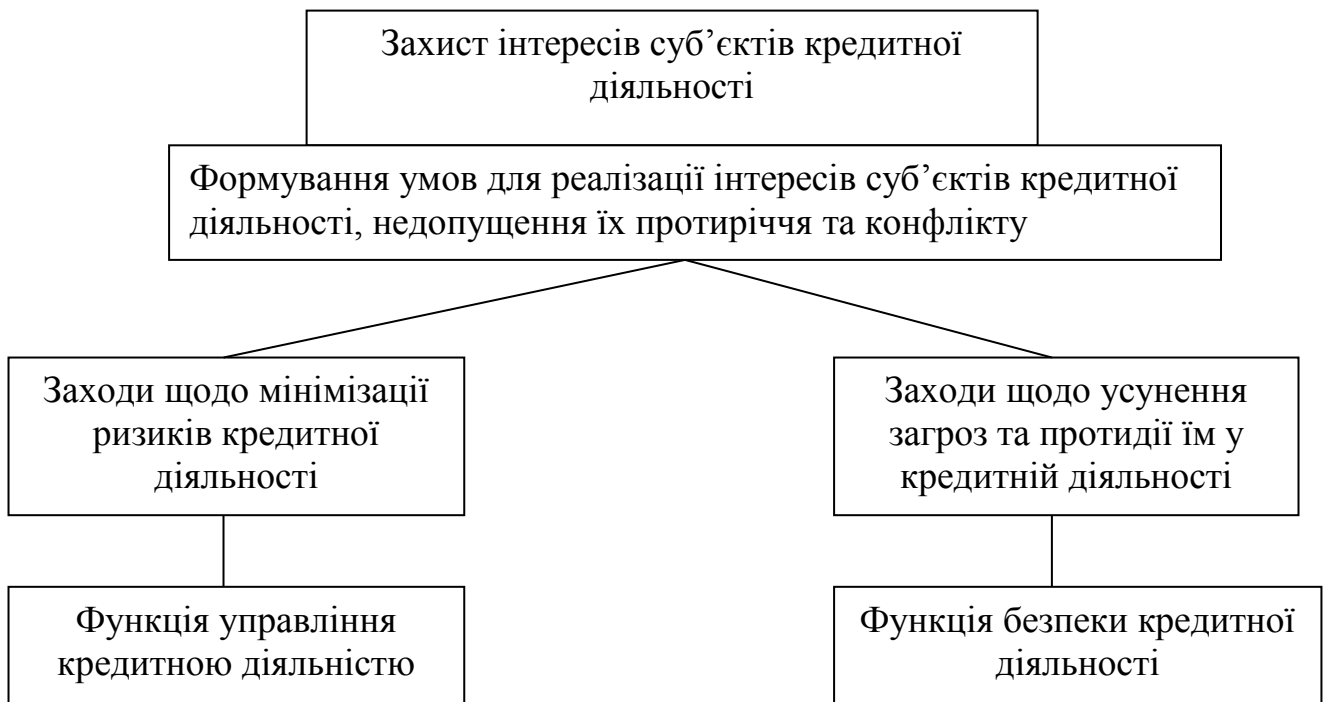 Захист інтересів суб’єктів кредитної
діяльності
Формування умов для реалізації інтересів суб’єктів кредитної
діяльності, недопущення їх протиріччя та конфлікту
Заходи щодо мінімізації
ризиків кредитної
діяльності
Заходи щодо усунення
загроз та протидії їм у
кредитній діяльності
Функція управління
кредитною діяльністю
Функція безпеки кредитної
діяльності